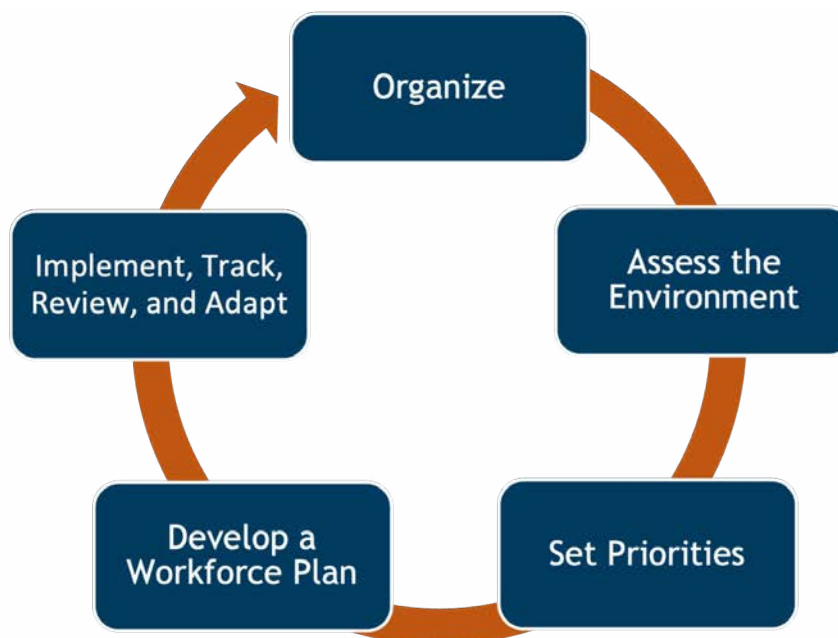 Organize
Assess the
Environment
Set Priorities
Develop a
Workforce Plan
Implement, Track,
Review, and Adapt